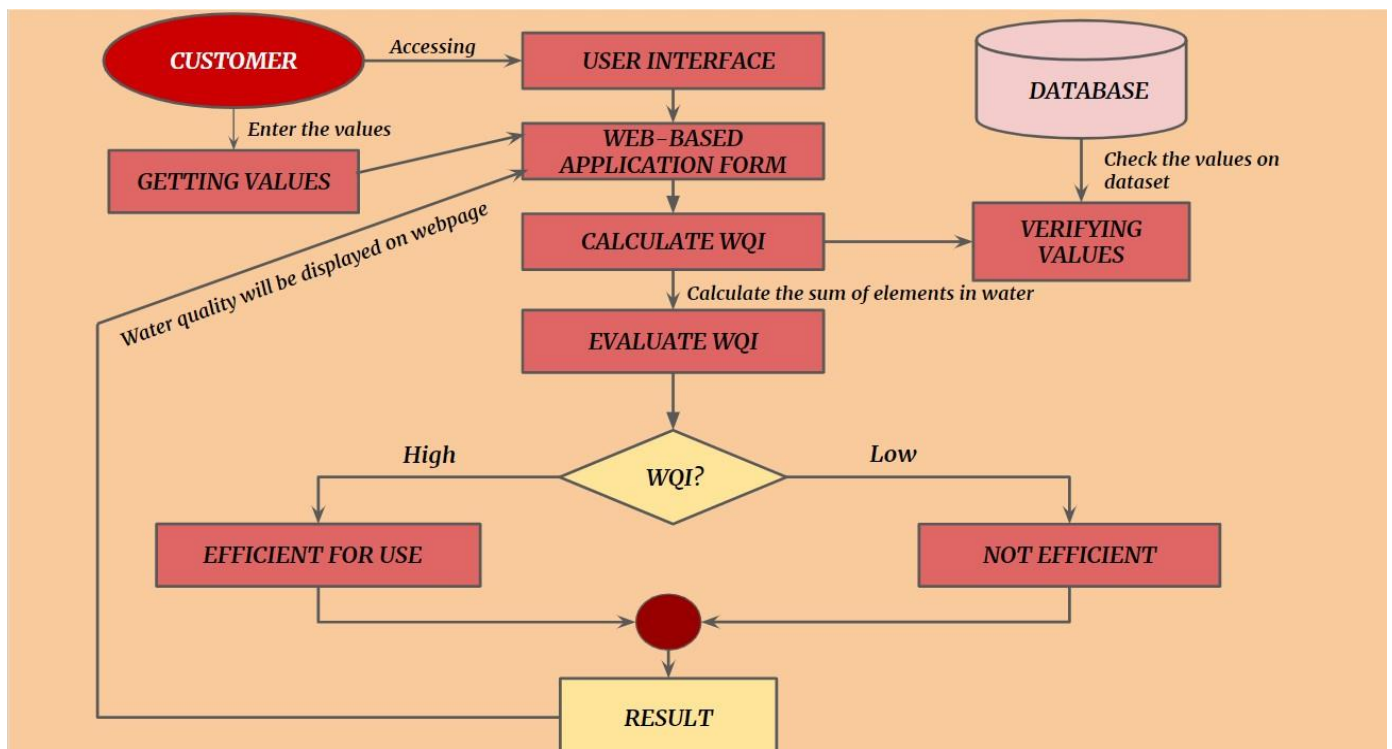 CUSTOMER
Accessing
USER INTERFACE
DATABASE
Enter the values
GETTING VALUES
WEB-BASED
APPLICATION FORM
Check the values on
dataset
CALCULATE WQI
VERIFYING
VALUES
Water quality will be displayed on webpage
Calculate the sum of elements in water
EVALUATE WQI
High
WQI?
Low
EFFICIENT FOR USE
NOT EFFICIENT
RESULT